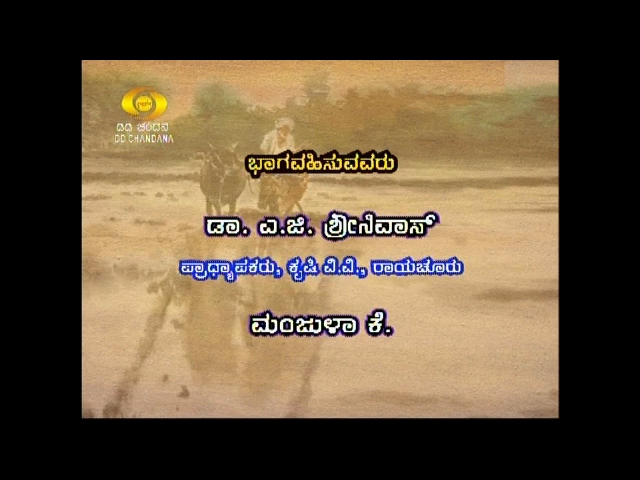 ಡಿಡಿ ಚಂದನ
DD CHANDANA
ಭಾಗವಹಿಸುವವರು
ಡಾ. ಎ.ಜಿ. ಶ್ರೀನಿವಾಸ್
ಪ್ರಾಧ್ಯಾಪಕರು, ಕೃಷಿ ವಿ.ವಿ., ರಾಯಚೂರು
ಮಂಜುಳಾ ಕೆ.